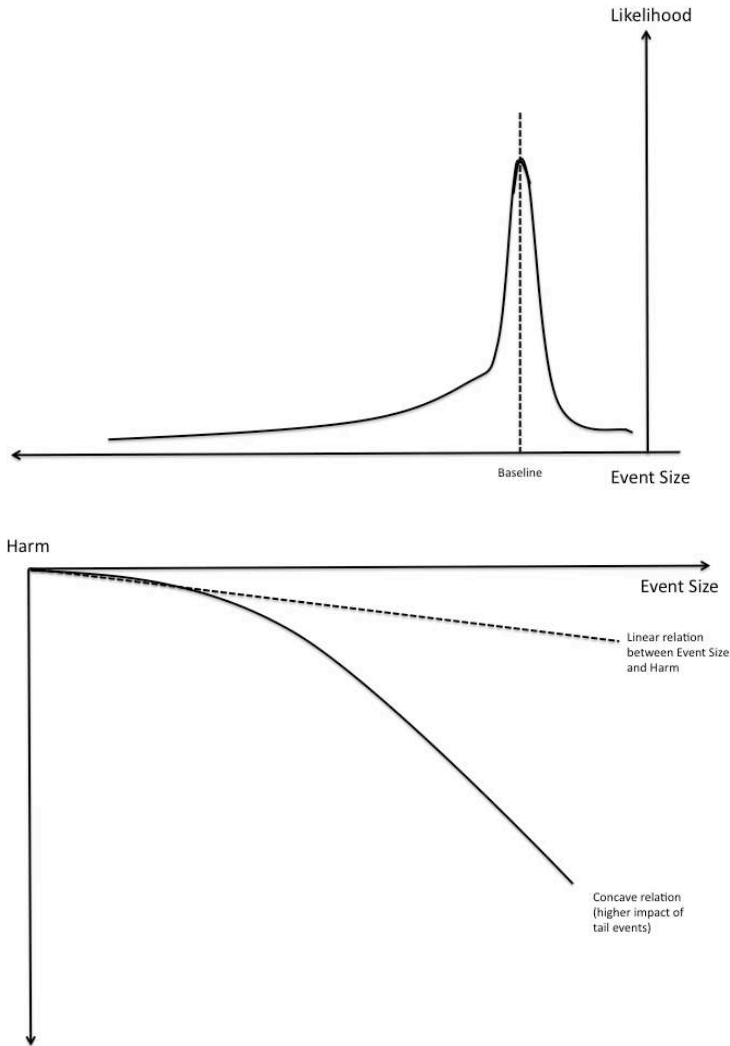 Likelihood
Baseline
Event Size
Harm
Event Size
Linear relation
between Event Size
and Harm
Concave relation
(higher impact of
tail events)